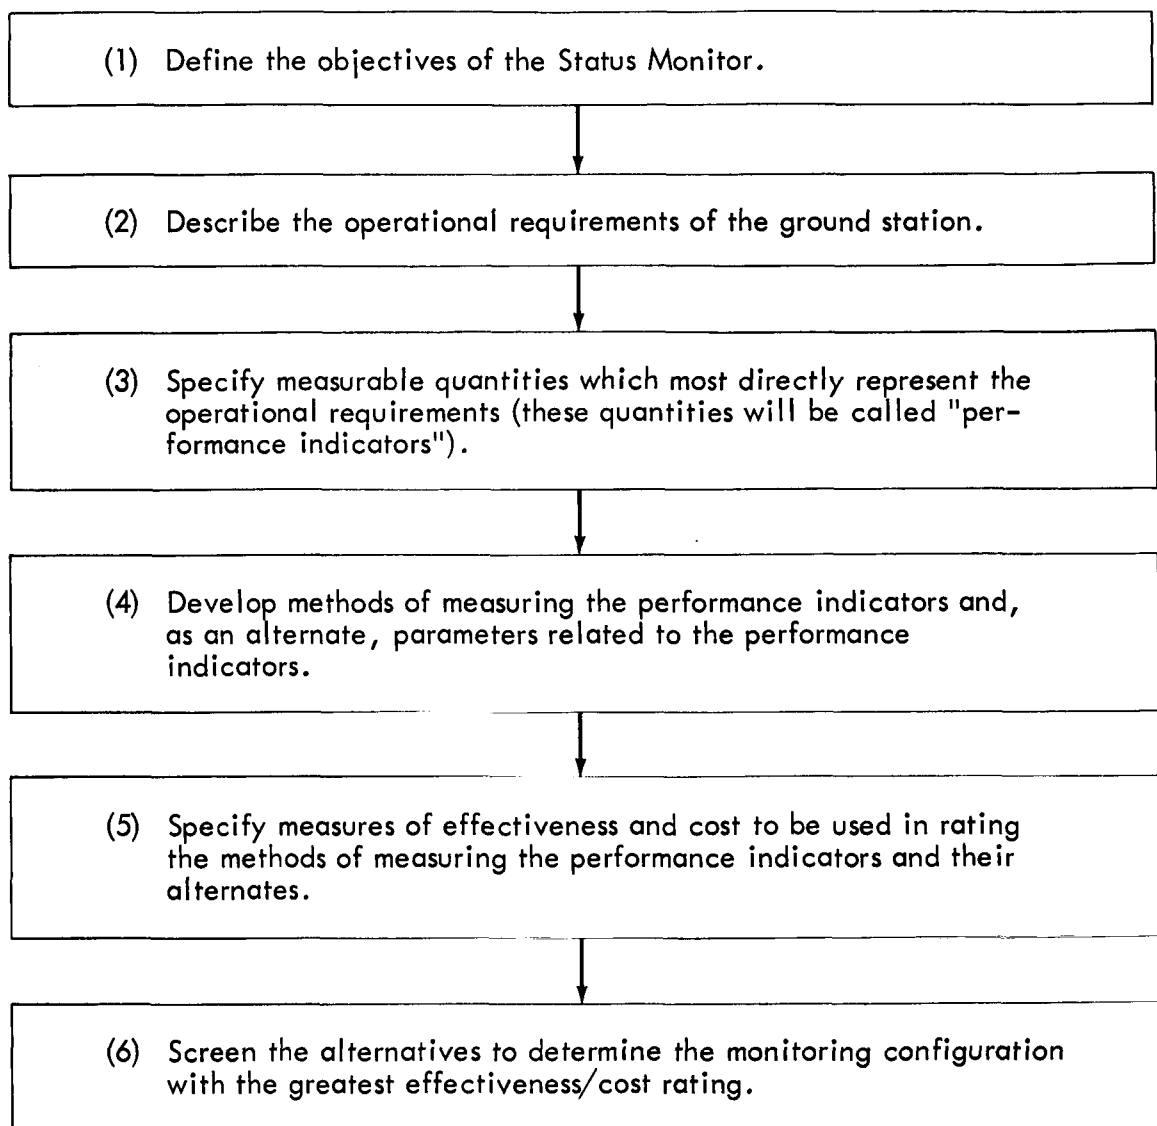 (1) Define the objectives of the Status Monitor.
(2) Describe the operational requirements of the ground station.
(3) Specify measurable quantities which most directly represent the
operational requirements (these quantities will be called "per-
formance indicators").
(4) Develop methods of measuring the performance indicators and,
as an alternate, parameters related to the performance
indicators.
(5) Specify measures of effectiveness and cost to be used in rating
the methods of measuring the performance indicators and their
alternates.
(6) Screen the alternatives to determine the monitoring configuration
with the greatest effectiveness/cost rating.